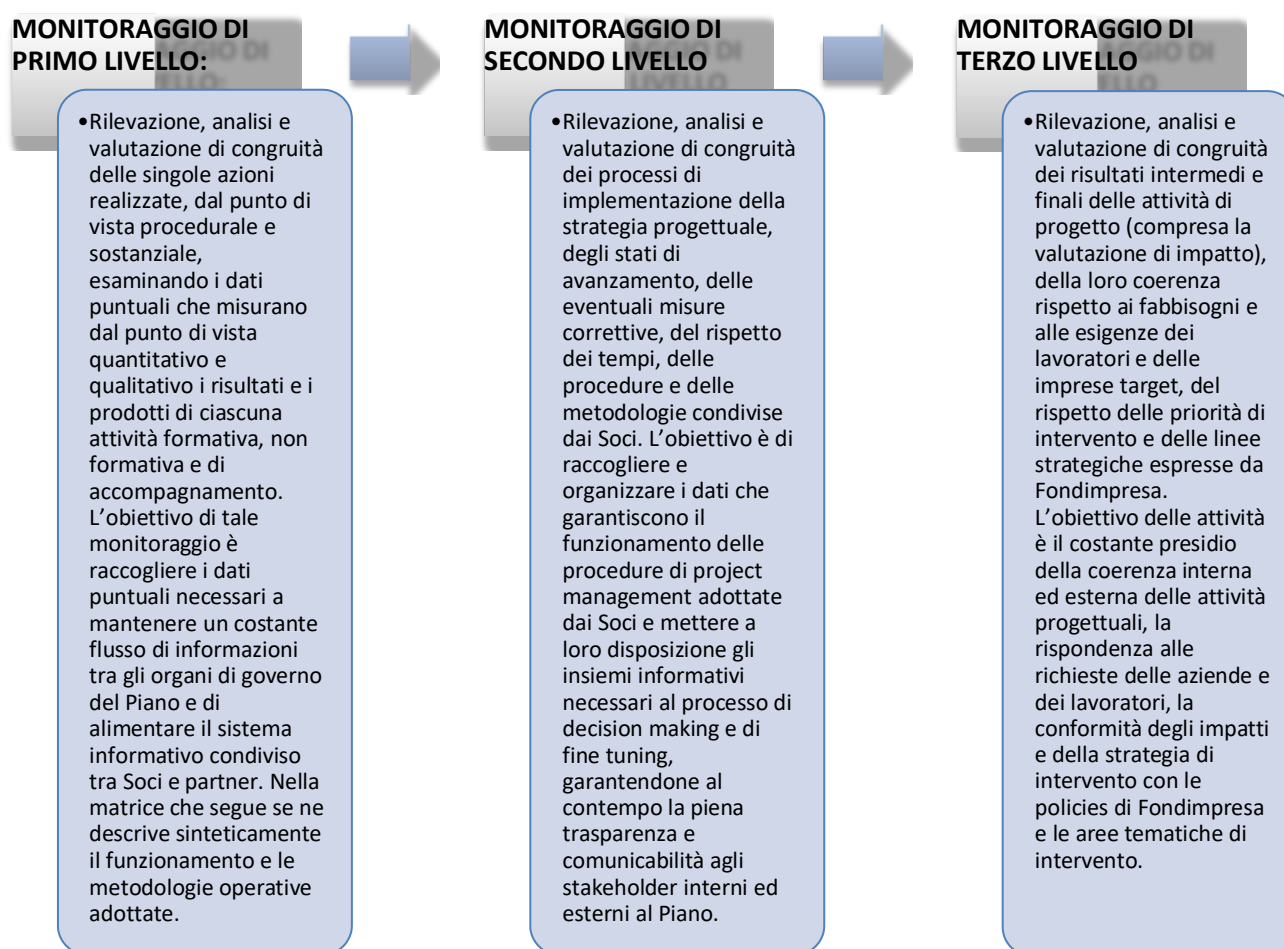 MONITORAGGIO DI
PRIMO LIVELLO:
•Rilevazione, analisi e
valutazione di congruità
delle singole azioni
realizzate, dal punto di
vista procedurale e
sostanziale,
esaminando i dati
puntuali che misurano
dal punto di vista
quantitativo e
qualitativo i risultati e i
prodotti di ciascuna
attività formativa, non
formativa e di
accompagnamento.
L’obiettivo di tale
monitoraggio è
raccogliere i dati
puntuali necessari a
mantenere un costante
flusso di informazioni
tra gli organi di governo
del Piano e di
alimentare il sistema
informativo condiviso
tra Soci e partner. Nella
matrice che segue se ne
descrive sinteticamente
il funzionamento e le
metodologie operative
adottate.
MONITORAGGIO DI
SECONDO LIVELLO
•Rilevazione, analisi e
valutazione di congruità
dei processi di
implementazione della
strategia progettuale,
degli stati di
avanzamento, delle
eventuali misure
correttive, del rispetto
dei tempi, delle
procedure e delle
metodologie condivise
dai Soci. L’obiettivo è di
raccogliere e
organizzare i dati che
garantiscono il
funzionamento delle
procedure di project
management adottate
dai Soci e mettere a
loro disposizione gli
insiemi informativi
necessari al processo di
decision making e di
fine tuning,
garantendone al
contempo la piena
trasparenza e
comunicabilità agli
stakeholder interni ed
esterni al Piano.
MONITORAGGIO DI
TERZO LIVELLO
•Rilevazione, analisi e
valutazione di congruità
dei risultati intermedi e
finali delle attività di
progetto (compresa la
valutazione di impatto),
della loro coerenza
rispetto ai fabbisogni e
alle esigenze dei
lavoratori e delle
imprese target, del
rispetto delle priorità di
intervento e delle linee
strategiche espresse da
Fondimpresa.
L’obiettivo delle attività
è il costante presidio
della coerenza interna
ed esterna delle attività
progettuali, la
rispondenza alle
richieste delle aziende e
dei lavoratori, la
conformità degli impatti
e della strategia di
intervento con le
policies di Fondimpresa
e le aree tematiche di
intervento.